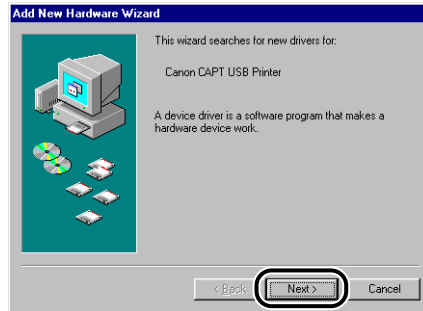 Add New Hardware Wizard
This wizard searches for new drivers for:
Canon CAPT USB Printer
A device driver is a software program that makes a
hardware device work.
< Back
Next >
Cancel